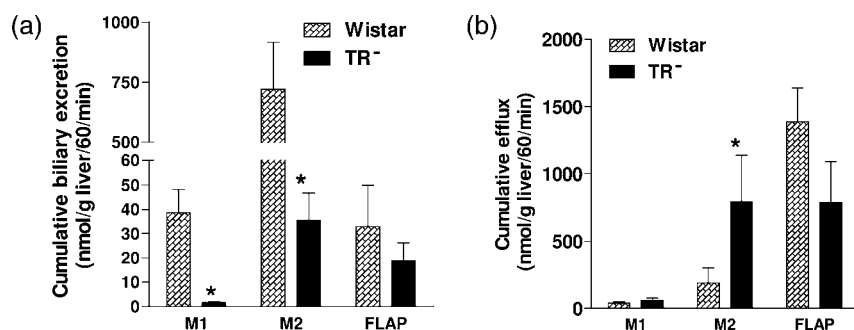 (a)
Cumulative biliary excretion
(nmol/g liver/60/min)
1000
750
500
60
50
40
30
20
10
0
Wistar
TR⁻
*
*
M1 M2 FLAP
(b)
Cumulative efflux
(nmol/g liver/60/min)
2000
1500
1000
500
0
Wistar
TR⁻
*
M1 M2 FLAP